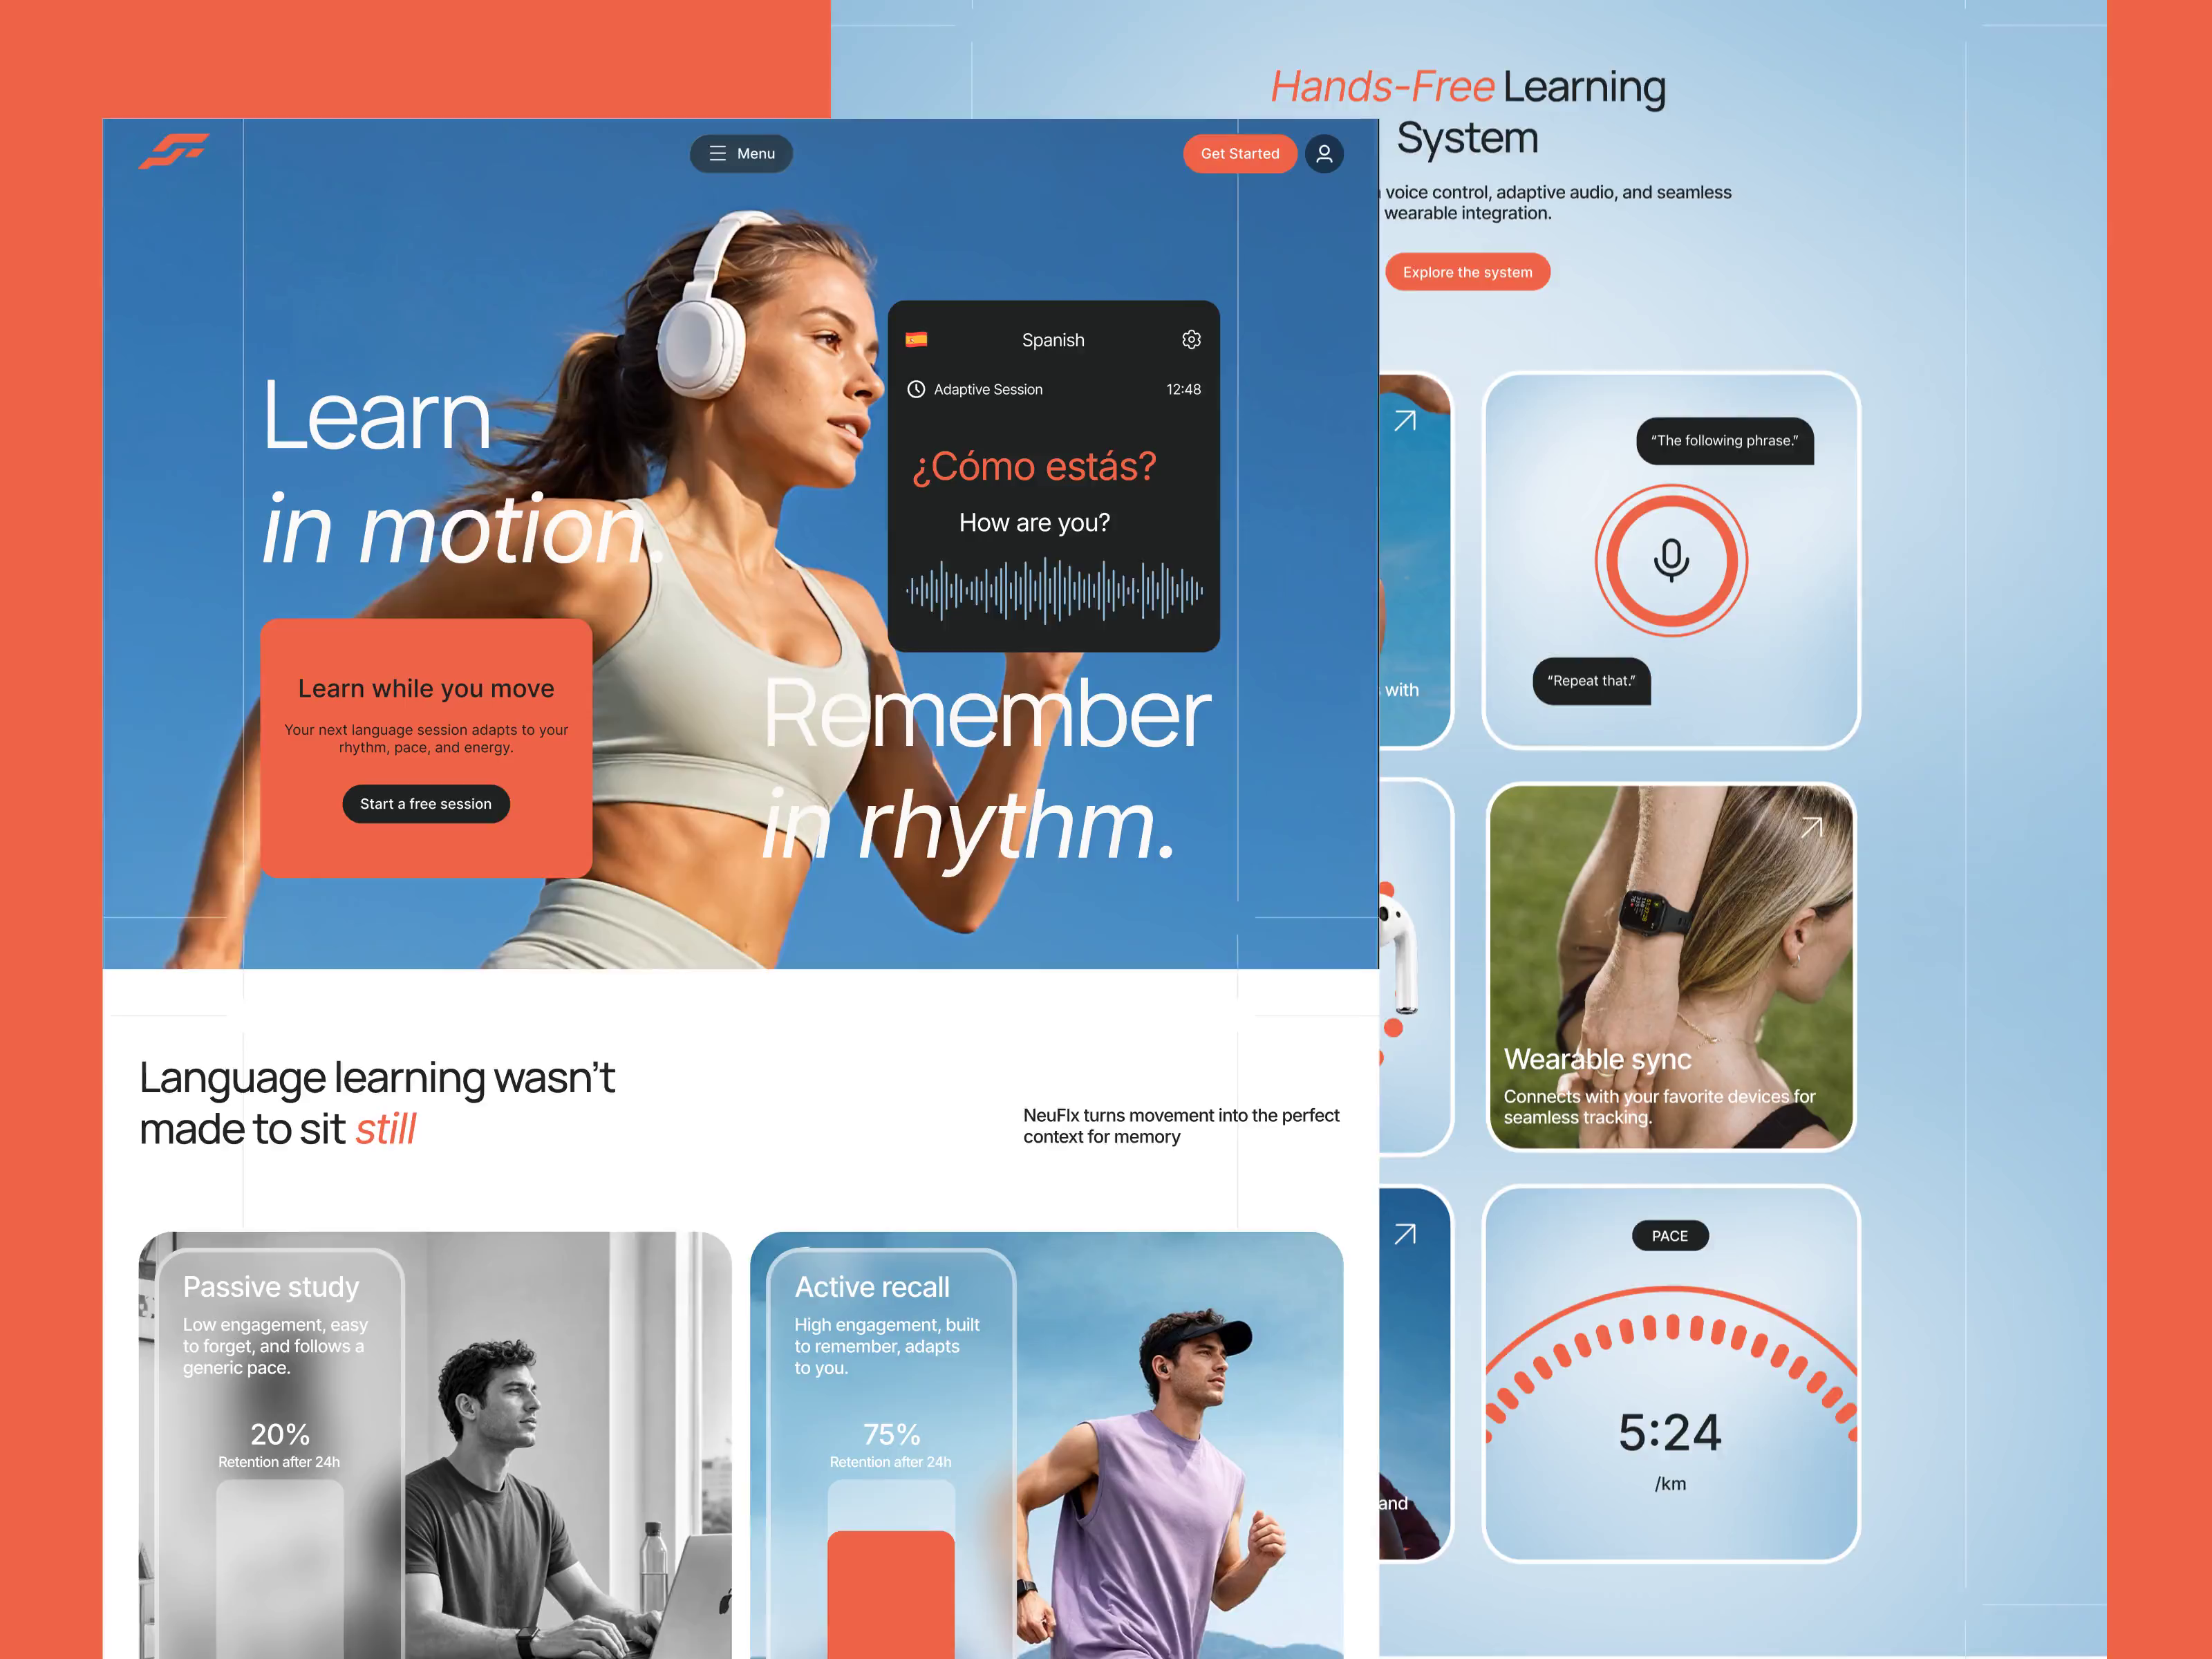 Menu
Get Started
Learn
in motion.
Spanish
Adaptive Session
12:48
¿Cómo estás?
How are you?
Learn while you move
Your next language session adapts to your
rhythm, pace, and energy.
Start a free session
Remember
in rhythm.
Language learning wasn’t
made to sit still
NeuFlx turns movement into the perfect
context for memory
Passive study
Low engagement, easy
to forget, and follows a
generic pace.
20%
Retention after 24h
Active recall
High engagement, built
to remember, adapts
to you.
75%
Retention after 24h
Hands-Free Learning
System
voice control, adaptive audio, and seamless
wearable integration.
Explore the system
with
“The following phrase.”
“Repeat that.”
Wearable sync
Connects with your favorite devices for
seamless tracking.
and
PACE
5:24
/km